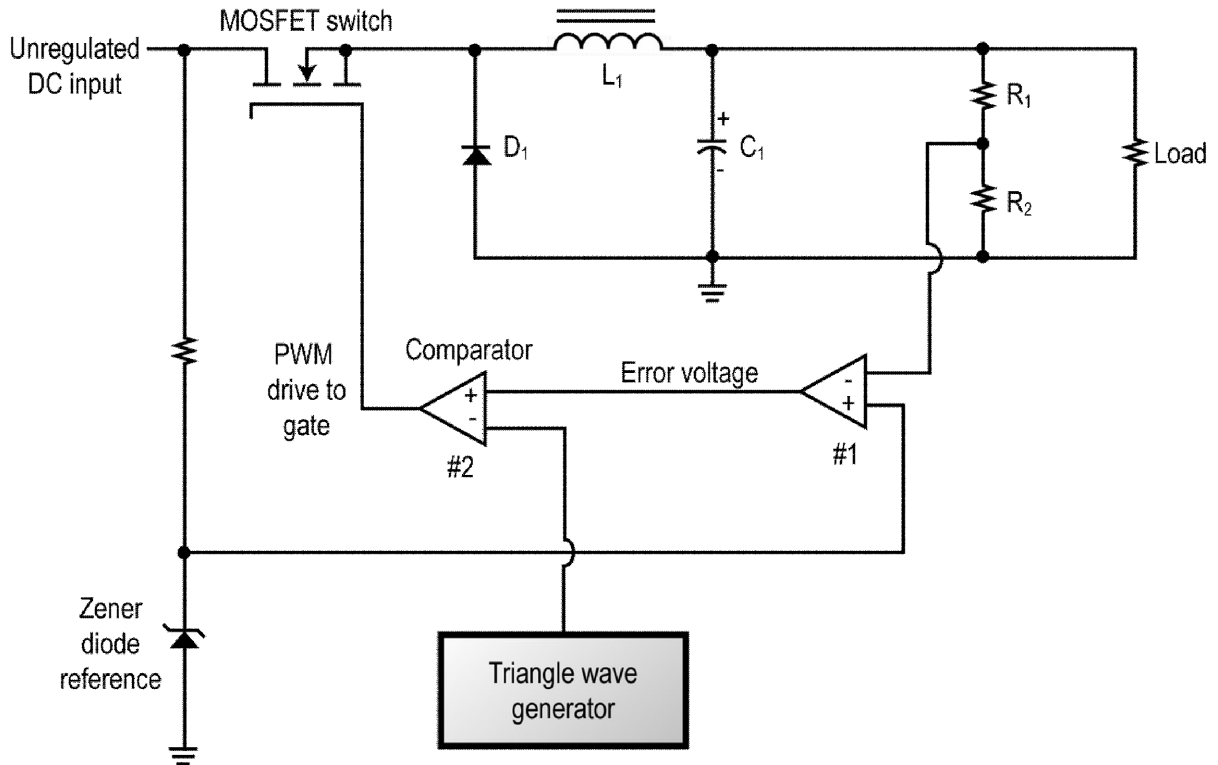 MOSFET switch
Unregulated
DC input
L₁
D₁
+
C₁
-
R₁
R₂
Load
PWM
drive to
gate
Comparator
+
-
#2
Error voltage
-
+
#1
Zener
diode
reference
Triangle wave
generator